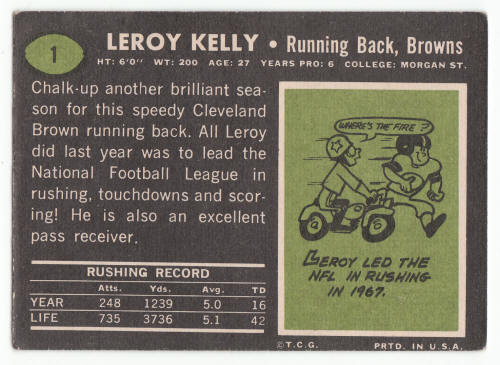 1
LEROY KELLY • Running Back, Browns
HT: 6'0" WT: 200 AGE: 27 YEARS PRO: 6 COLLEGE: MORGAN ST.
Chalk-up another brilliant sea-
son for this speedy Cleveland
Brown running back. All Leroy
did last year was to lead the
National Football League in
rushing, touchdowns and scor-
ing! He is also an excellent
pass receiver.
RUSHING RECORD
Atts. Yds. Avg. TD
YEAR 248 1239 5.0 16
LIFE 735 3736 5.1 42
WHERE'S THE FIRE?
LEROY LED THE
NFL IN RUSHING
IN 1967.
©T.C.G. PRTD. IN U.S.A.